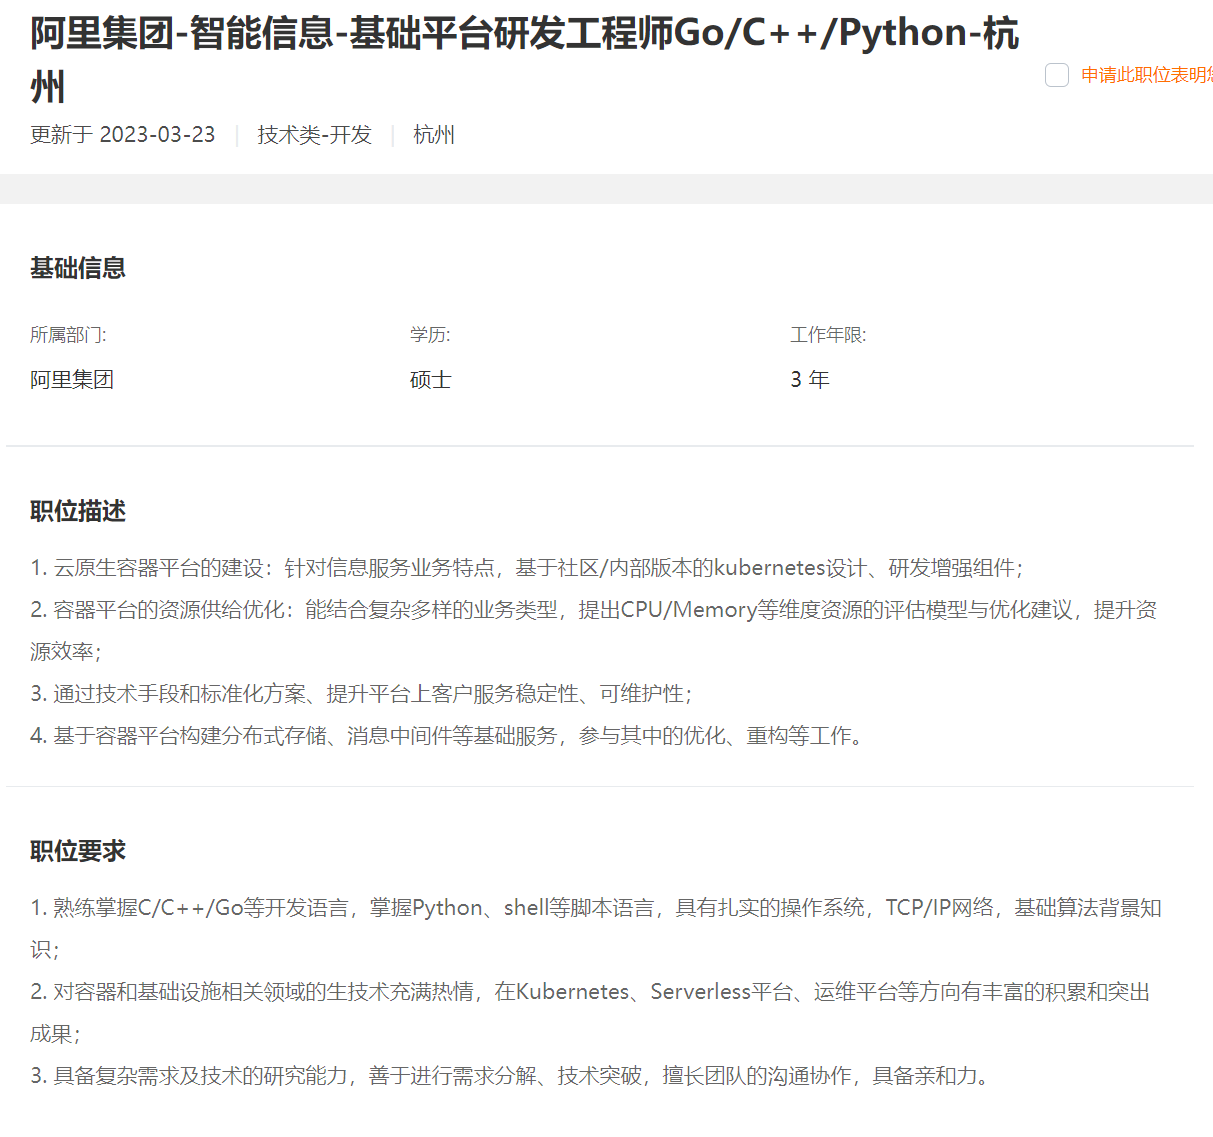 阿里集团-智能信息-基础平台研发工程师Go/C++/Python-杭
州
申请此职位表明
更新于 2023-03-23 | 技术类-开发 | 杭州
基础信息
所属部门: 学历: 工作年限:
阿里集团 硕士 3 年
职位描述
1. 云原生容器平台的建设：针对信息服务业务特点，基于社区/内部版本的kubernetes设计、研发增强组件；
2. 容器平台的资源供给优化：能结合复杂多样的业务类型，提出CPU/Memory等维度资源的评估模型与优化建议，提升资
源效率；
3. 通过技术手段和标准化方案、提升平台上客户服务稳定性、可维护性；
4. 基于容器平台构建分布式存储、消息中间件等基础服务，参与其中的优化、重构等工作。
职位要求
1. 熟练掌握C/C++/Go等开发语言，掌握Python、shell等脚本语言，具有扎实的操作系统，TCP/IP网络，基础算法背景知
识；
2. 对容器和基础设施相关领域的生技术充满热情，在Kubernetes、Serverless平台、运维平台等方向有丰富的积累和突出
成果；
3. 具备复杂需求及技术的研究能力，善于进行需求分解、技术突破，擅长团队的沟通协作，具备亲和力。